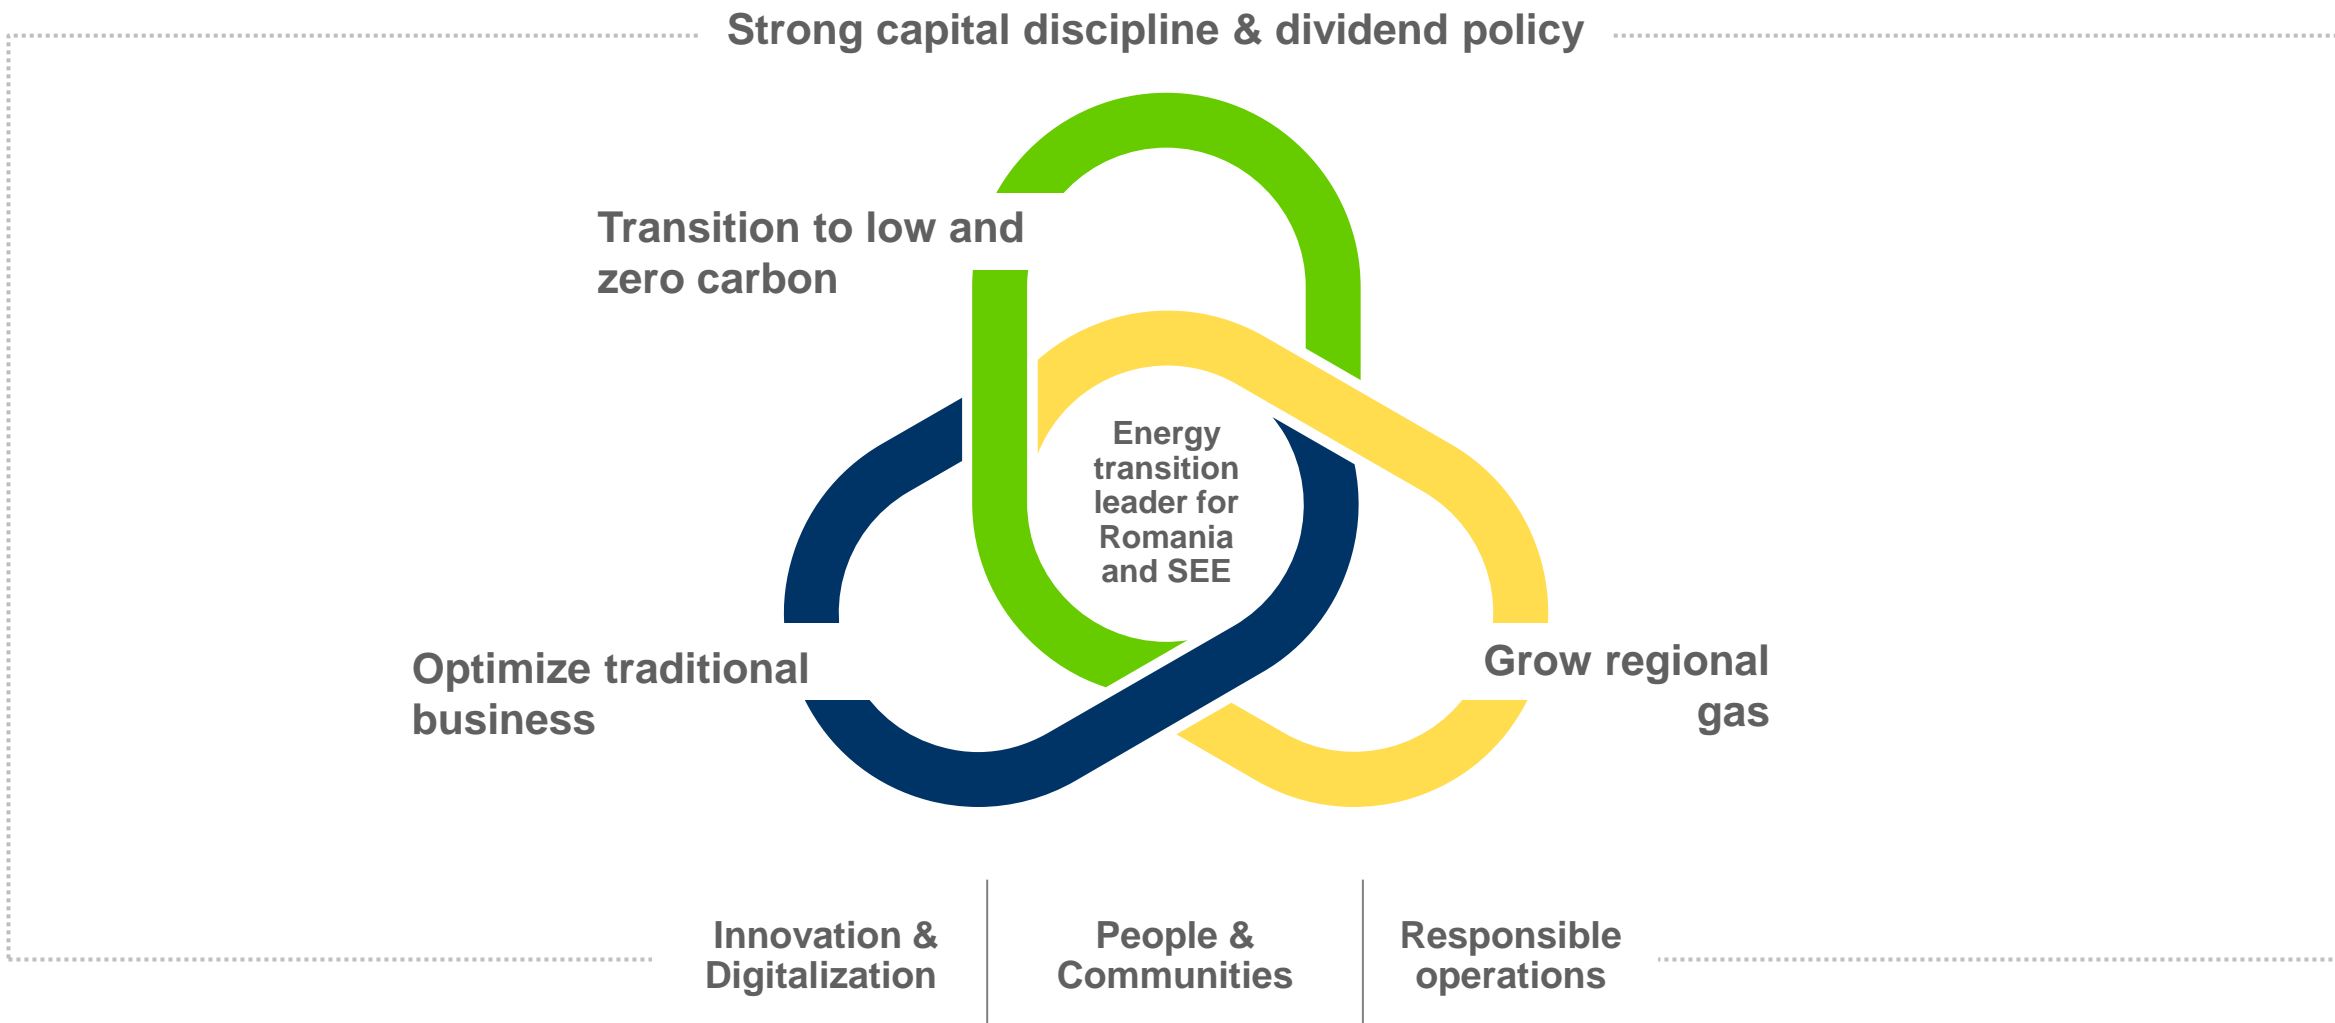 Strong capital discipline & dividend policy
Transition to low and
zero carbon
Energy
transition
leader for
Romania
and SEE
Optimize traditional
business
Grow regional
gas
Innovation &
Digitalization
People &
Communities
Responsible
operations